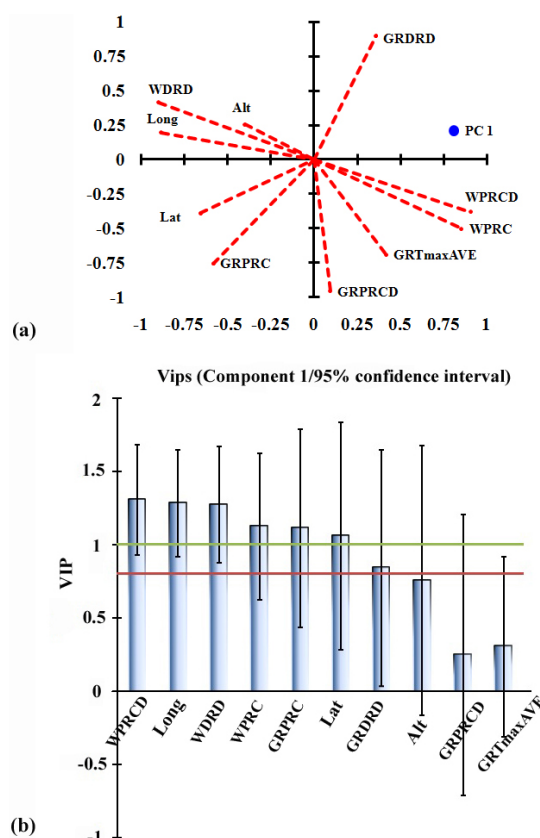 1
0.75
0.5
0.25
0
-0.25
-0.5
-0.75
-1
-1 -0.75 -0.5 -0.25 0 0.25 0.5 0.75 1
GRDRD
WDRD
Alt
Long
PC 1
WPRCD
Lat
WPRC
GRTmaxAVE
GRPRC
GRPRCD
(a)
Vips (Component 1/95% confidence interval)
2
1.5
1
0.5
0
-0.5
-1
VIP
WPRCD Long WDRD WPRC GRPRC Lat GRDRD Alt GRPRCD GRTmaxAVE
(b)